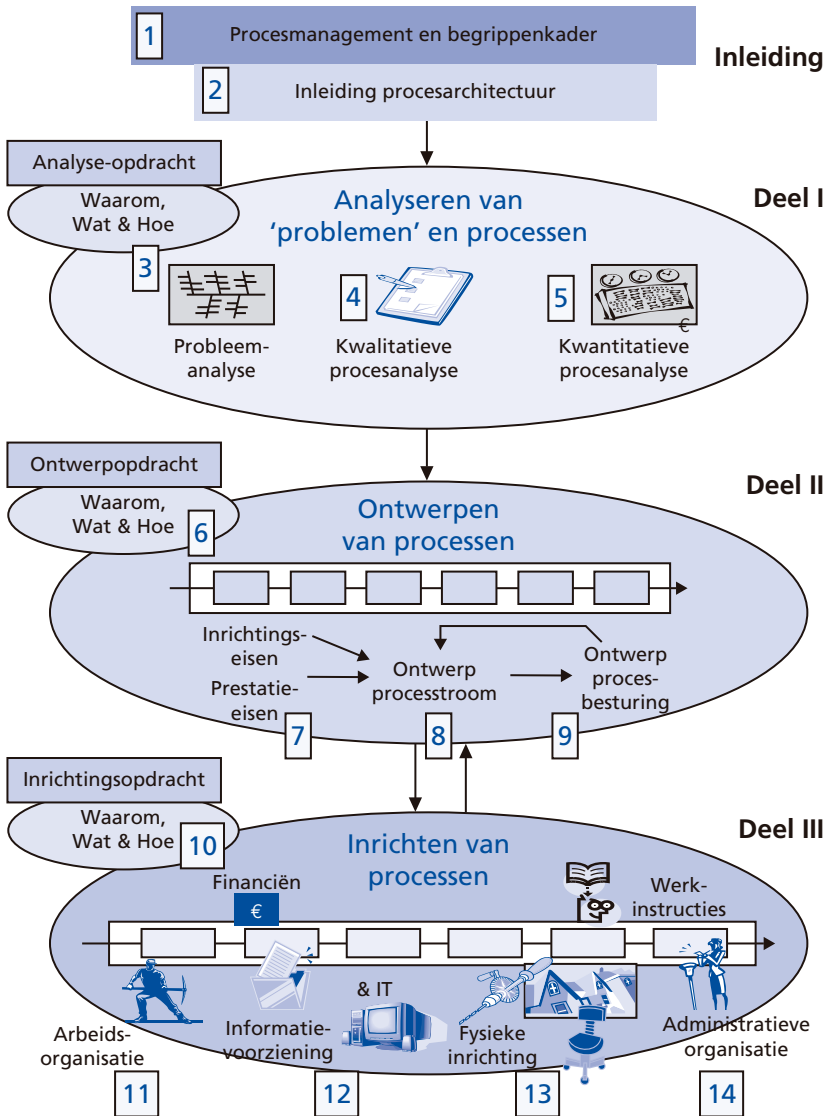 1 Procesmanagement en begrippenkader
Inleiding
2 Inleiding procesarchitectuur
Analyse-opdracht
Waarom,
Wat & Hoe
3
Deel I
Analyseren van
‘problemen’ en processen
4
5
€
Probleem-
analyse
Kwalitatieve
procesanalyse
Kwantitatieve
procesanalyse
Ontwerpopdracht
Waarom,
Wat & Hoe
6
Deel II
Ontwerpen
van processen
Inrichtings-
eisen
Prestatie-
eisen
7
Ontwerp
processtroom
8
Ontwerp
proces-
besturing
9
Inrichtingsopdracht
Waarom,
Wat & Hoe
10
Deel III
Inrichten van
processen
Financiën
€
Werk-
instructies
Arbeids-
organisatie
11
Informatie-
voorziening
& IT
12
Fysieke
inrichting
13
Administratieve
organisatie
14